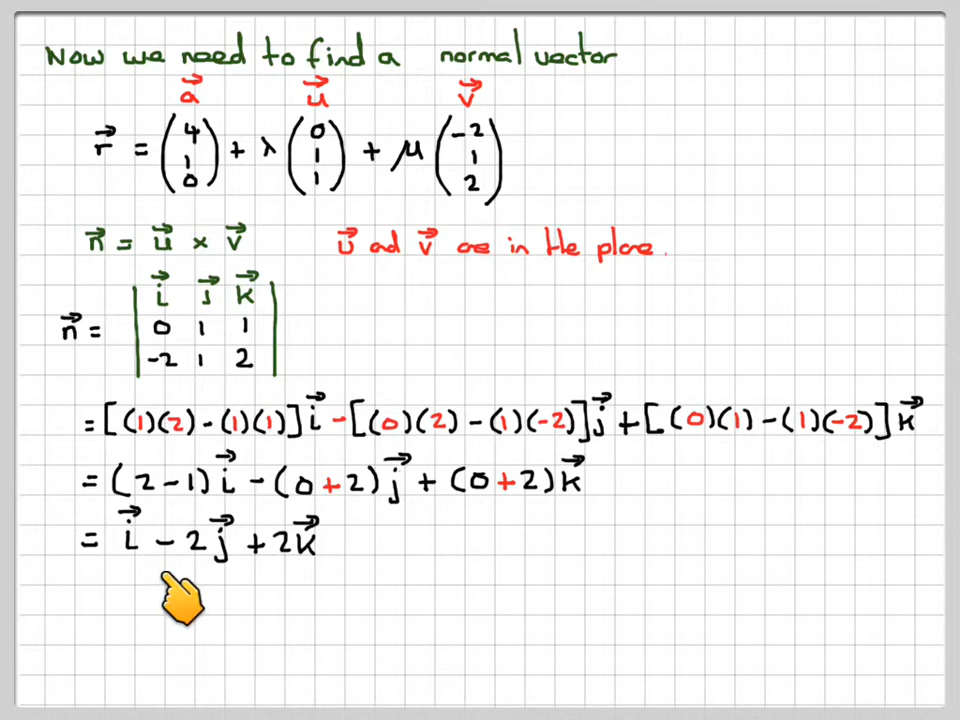 Now we need to find a normal vector
a⃗ u⃗ v⃗
r⃗ = (4 1 0) + λ (0 1 1) + μ (-2 1 2)
n⃗ = u⃗ × v⃗ u⃗ and v⃗ are in the plane.
i⃗ j⃗ k⃗
n⃗ = | 0 1 1 |
-2 1 2
= [(1)(2) - (1)(1)] i⃗ - [(0)(2) - (1)(-2)] j⃗ + [(0)(1) - (1)(-2)] k⃗
= (2 - 1) i⃗ - (0 + 2) j⃗ + (0 + 2) k⃗
= i⃗ - 2 j⃗ + 2 k⃗